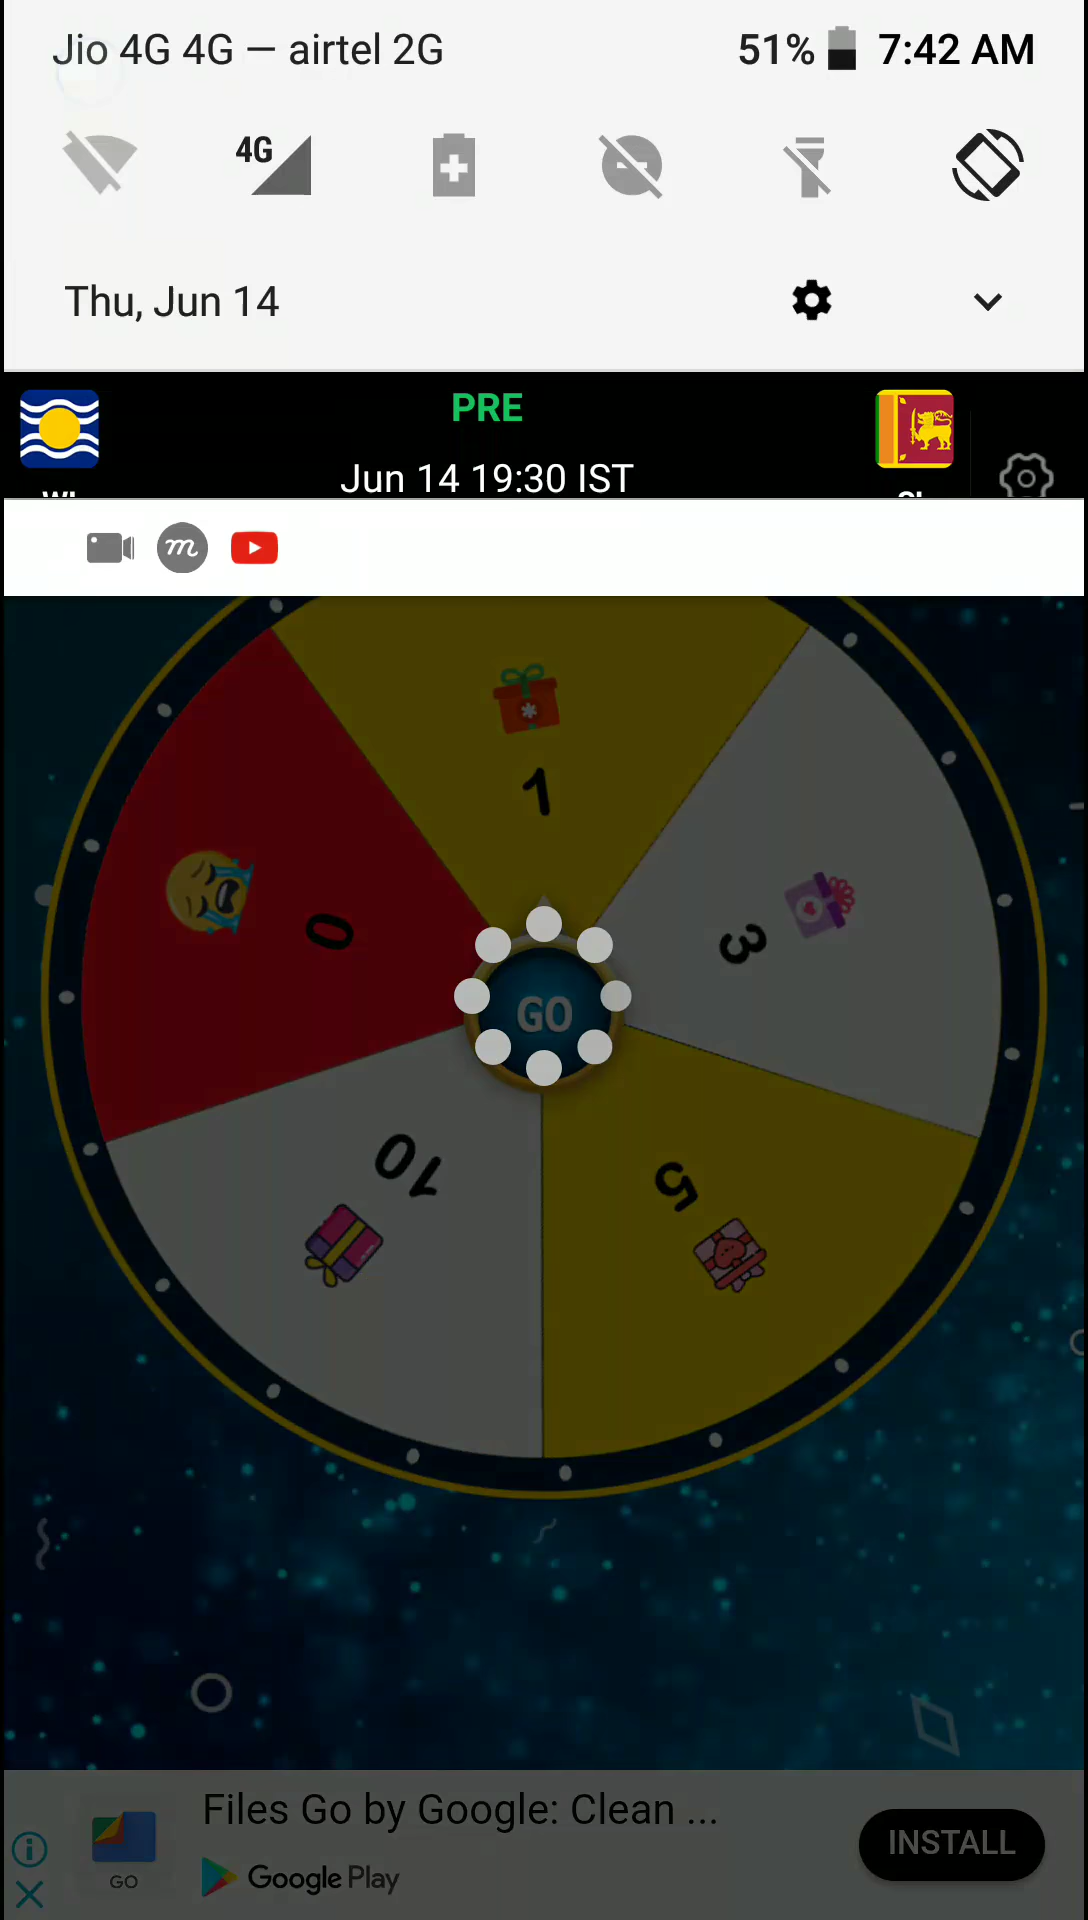 Jio 4G 4G — airtel 2G 51% 7:42 AM
4G
Thu, Jun 14
PRE
Jun 14 19:30 IST
m
1
0
3
GO
10
5
Files Go by Google: Clean ...
INSTALL
GO
Google Play